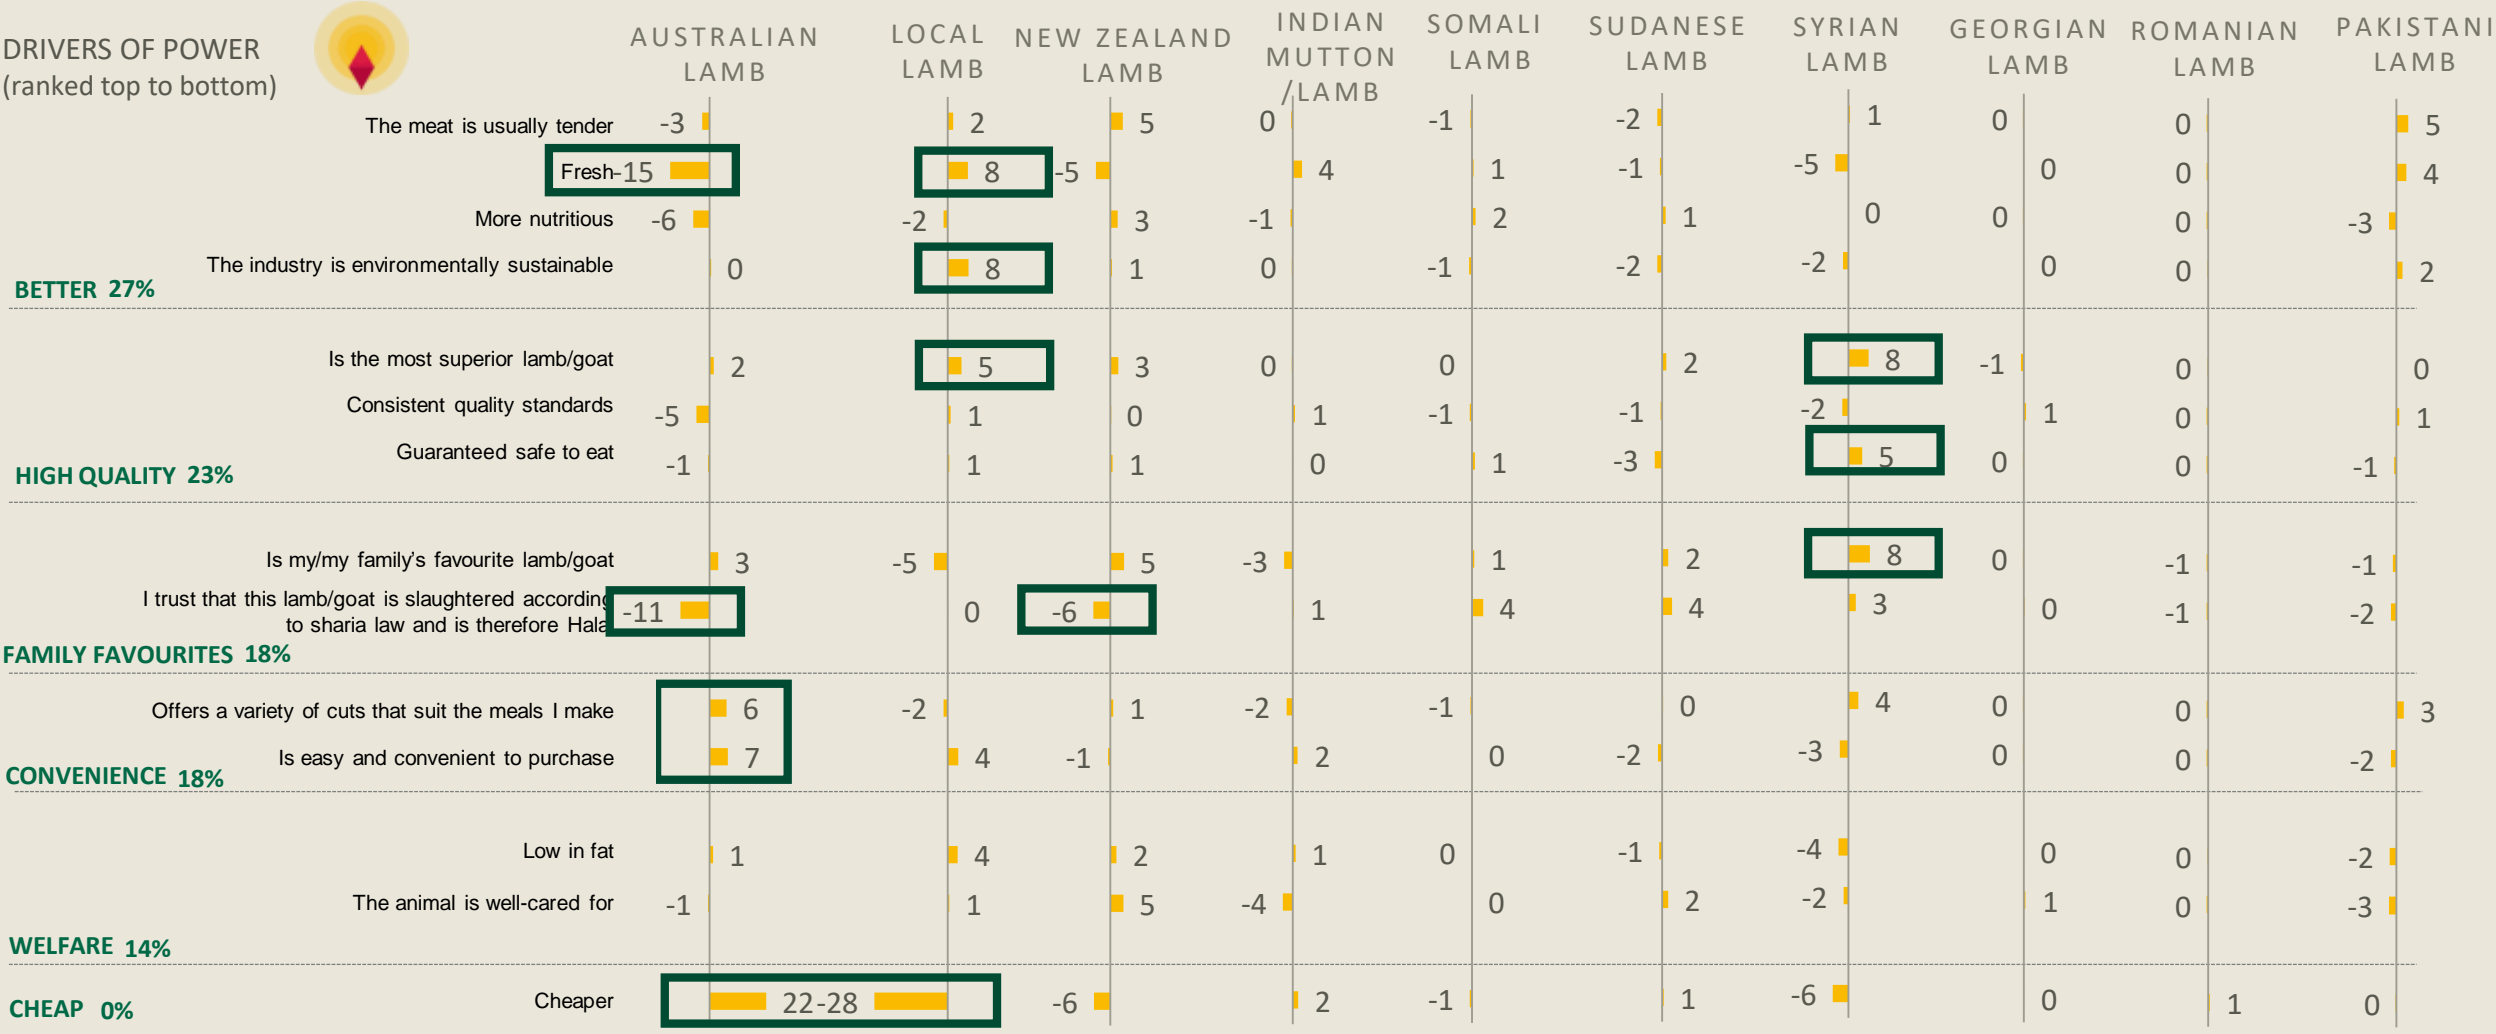 DRIVERS OF POWER
(ranked top to bottom)
AUSTRALIAN LAMB
LOCAL LAMB
NEW ZEALAND LAMB
INDIAN MUTTON /LAMB
SOMALI LAMB
SUDANESE LAMB
SYRIAN LAMB
GEORGIAN LAMB
ROMANIAN LAMB
PAKISTANI LAMB
The meat is usually tender -3 2 5 0 -1 -2 1 0 0 5
Fresh -15 8 -5 4 1 -1 -5 0 0 4
More nutritious -6 -2 3 -1 2 1 0 0 0 -3
The industry is environmentally sustainable 0 8 1 0 -1 -2 -2 0 0 2
BETTER 27%
Is the most superior lamb/goat 2 5 3 0 0 2 8 -1 0 0
Consistent quality standards -5 1 0 1 -1 -1 -2 1 0 1
Guaranteed safe to eat -1 1 1 0 1 -3 5 0 0 -1
HIGH QUALITY 23%
Is my/my family's favourite lamb/goat 3 -5 5 -3 1 2 8 0 -1 -1
I trust that this lamb/goat is slaughtered according
to sharia law and is therefore Hala -11 0 -6 1 4 4 3 0 -1 -2
FAMILY FAVOURITES 18%
Offers a variety of cuts that suit the meals I make 6 -2 1 -2 -1 0 4 0 0 3
Is easy and convenient to purchase 7 4 -1 2 0 -2 -3 0 0 -2
CONVENIENCE 18%
Low in fat 1 4 2 1 0 -1 -4 0 0 -2
The animal is well-cared for -1 1 5 -4 0 2 -2 1 0 -3
WELFARE 14%
Cheaper 22 -28 -6 2 -1 1 -6 0 1 0
CHEAP 0%